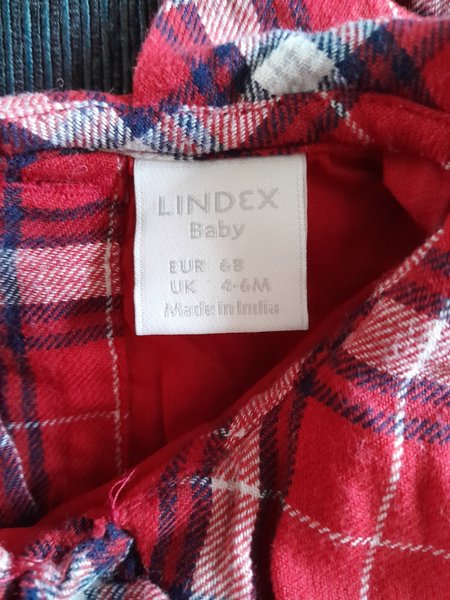 LINDEX
Baby
EUR 68
UK 4-6M
Made in India